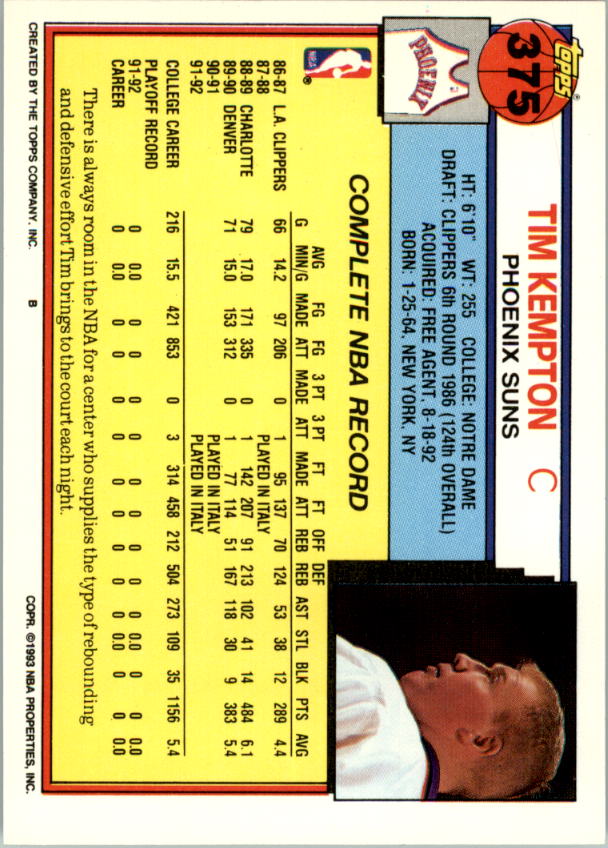 Topps®
375
TIM KEMPTON C
PHOENIX SUNS
PHOENIX
HT: 6'10" WT: 255 COLLEGE: NOTRE DAME
DRAFT: CLIPPERS 6th ROUND 1986 (124th OVERALL)
ACQUIRED: FREE AGENT, 8-18-92
BORN: 1-25-64, NEW YORK, NY
NBA®
COMPLETE NBA RECORD
AVG FG FG 3 PT 3 PT FT FT OFF DEF
G MIN/G MADE ATT MADE ATT MADE ATT REB REB AST STL BLK PTS AVG
86-87 L.A. CLIPPERS 66 14.2 97 206 0 1 95 137 70 124 53 38 12 289 4.4
87-88 PLAYED IN ITALY
88-89 CHARLOTTE 79 17.0 171 335 0 1 142 207 91 213 102 41 14 484 6.1
89-90 DENVER 71 15.0 153 312 0 1 77 114 51 167 118 30 9 383 5.4
90-91 PLAYED IN ITALY
91-92 PLAYED IN ITALY
COLLEGE CAREER 216 15.5 421 853 0 3 314 458 212 504 273 109 35 1156 5.4
PLAYOFF RECORD
91-92 0 0.0 0 0 0 0 0 0 0 0 0 0.0 0 0 0.0
CAREER 0 0.0 0 0 0 0 0 0 0 0 0 0.0 0 0 0.0
There is always room in the NBA for a center who supplies the type of rebounding
and defensive effort Tim brings to the court each night.
CREATED BY THE TOPPS COMPANY, INC. B COPR. ©1993 NBA PROPERTIES, INC.